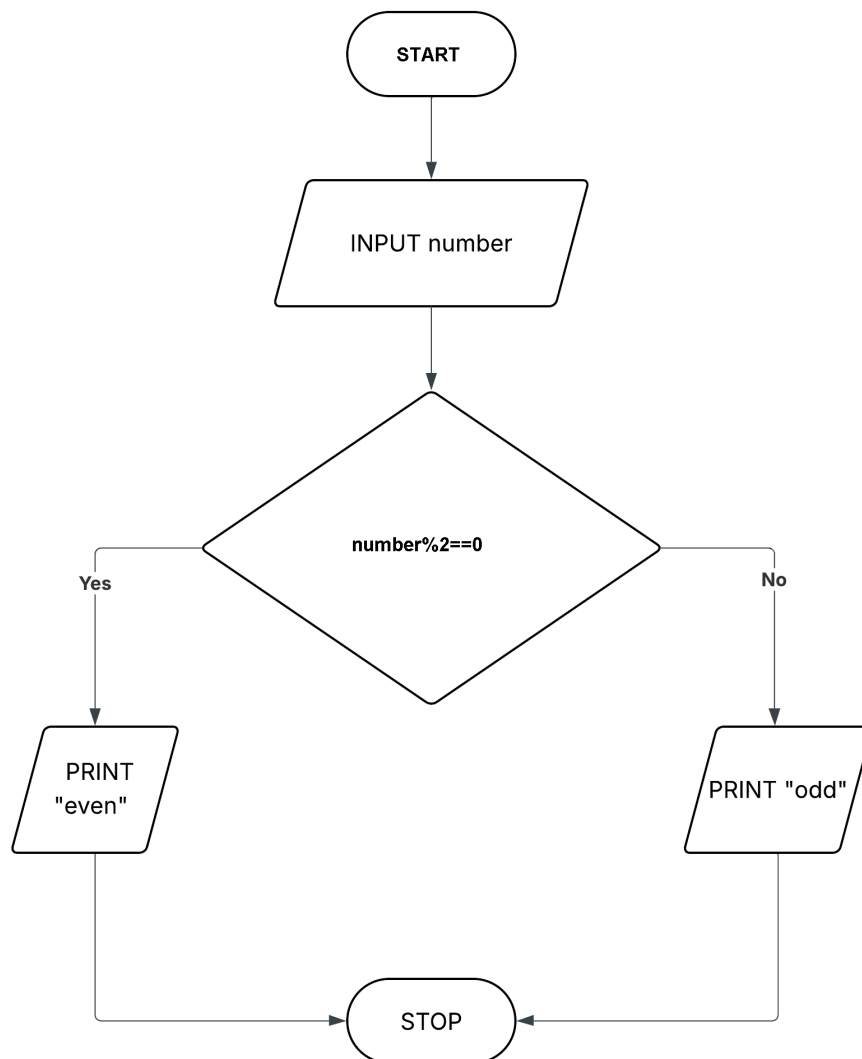 START
INPUT number
number%2==0
Yes
No
PRINT
"even"
PRINT "odd"
STOP